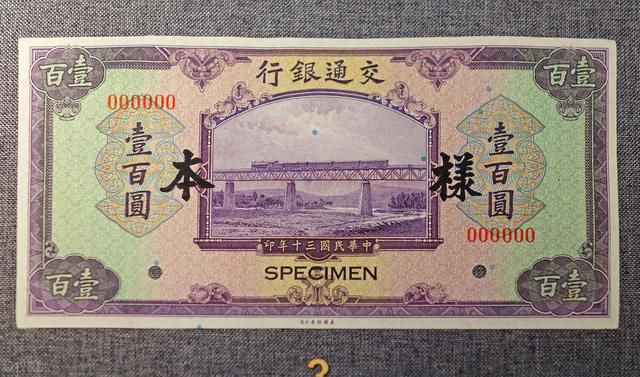 交通銀行
壹百
壹百
000000
壹百圓
壹百圓
樣本
000000
中華民國三十年印
SPECIMEN
壹百
壹百